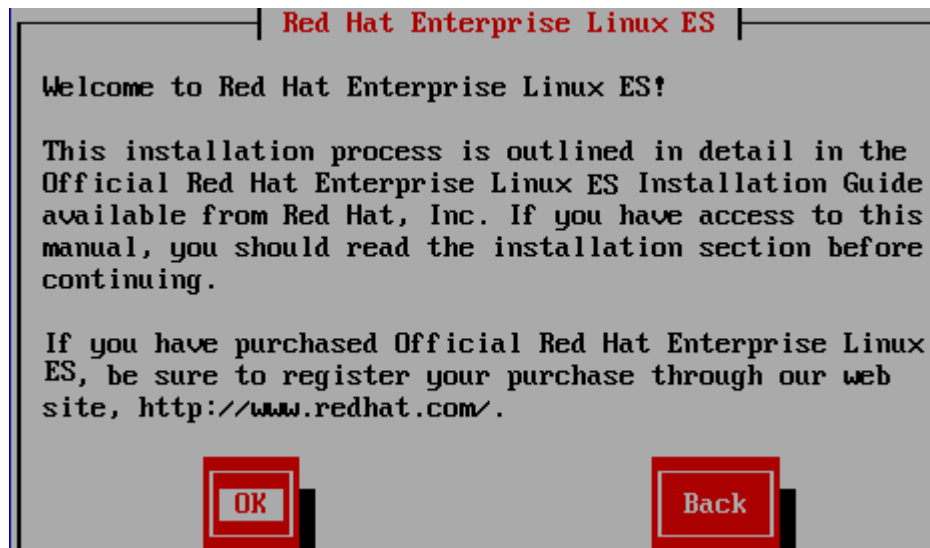 Red Hat Enterprise Linux ES
Welcome to Red Hat Enterprise Linux ES!
This installation process is outlined in detail in the
Official Red Hat Enterprise Linux ES Installation Guide
available from Red Hat, Inc. If you have access to this
manual, you should read the installation section before
continuing.
If you have purchased Official Red Hat Enterprise Linux
ES, be sure to register your purchase through our web
site, http://www.redhat.com/.
OK Back